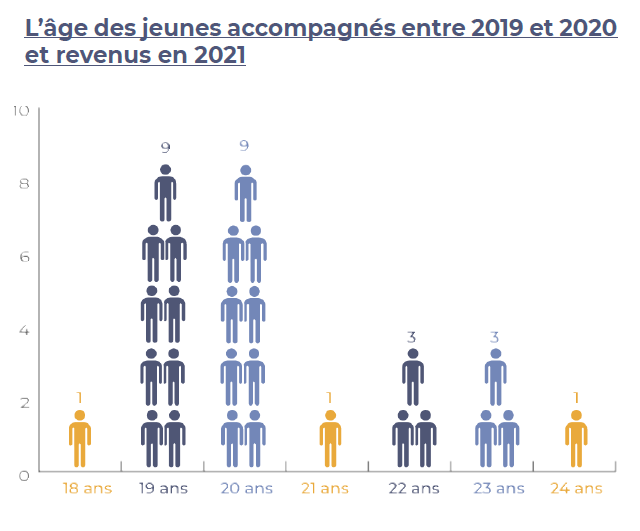 L'âge des jeunes accompagnés entre 2019 et 2020
et revenus en 2021
10
8
6
4
2
0
1
9
9
1
3
3
1
18 ans
19 ans
20 ans
21 ans
22 ans
23 ans
24 ans